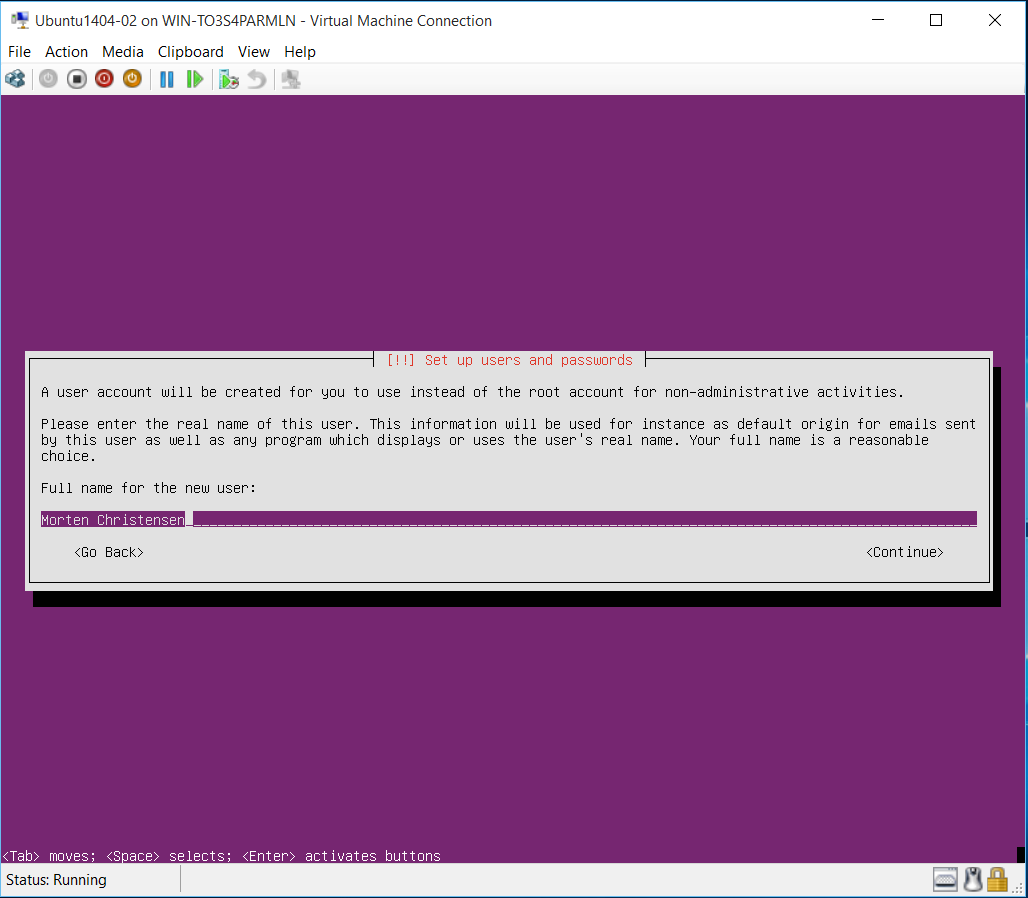 Ubuntu1404-02 on WIN-TO3S4PARMLN - Virtual Machine Connection
File Action Media Clipboard View Help
[!!] Set up users and passwords
A user account will be created for you to use instead of the root account for non-administrative activities.
Please enter the real name of this user. This information will be used for instance as default origin for emails sent
by this user as well as any program which displays or uses the user's real name. Your full name is a reasonable
choice.
Full name for the new user:
Morten Christensen
<Go Back> <Continue>
<Tab> moves; <Space> selects; <Enter> activates buttons
Status: Running